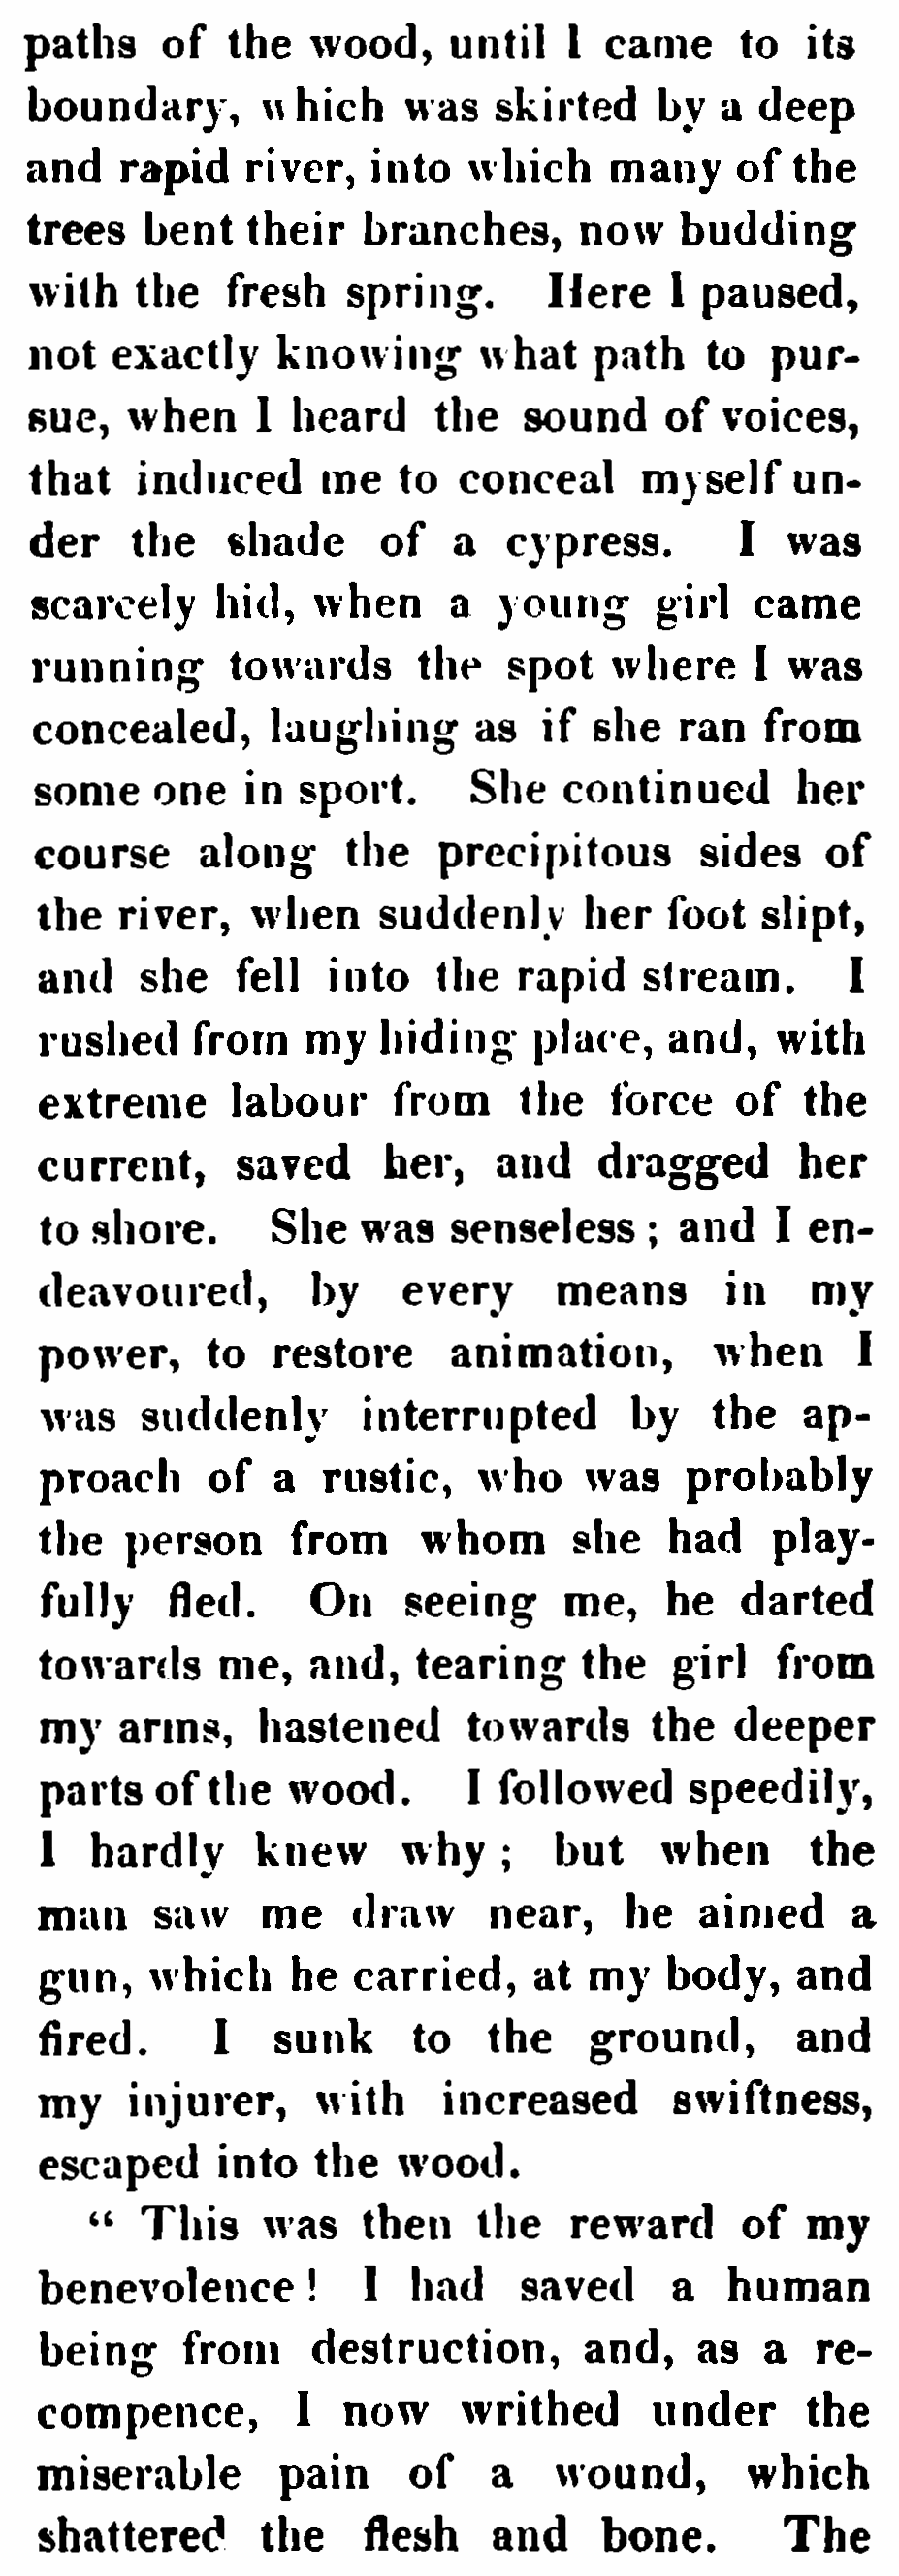 paths of the wood, until I came to its
boundary, which was skirted by a deep
and rapid river, into which many of the
trees bent their branches, now budding
with the fresh spring. Here I paused,
not exactly knowing what path to pur-
sue, when I heard the sound of voices,
that induced me to conceal myself un-
der the shade of a cypress. I was
scarcely hid, when a young girl came
running towards the spot where I was
concealed, laughing as if she ran from
some one in sport. She continued her
course along the precipitous sides of
the river, when suddenly her foot slipt,
and she fell into the rapid stream. I
rushed from my hiding place, and, with
extreme labour from the force of the
current, saved her, and dragged her
to shore. She was senseless; and I en-
deavoured, by every means in my
power, to restore animation, when I
was suddenly interrupted by the ap-
proach of a rustic, who was probably
the person from whom she had play-
fully fled. On seeing me, he darted
towards me, and, tearing the girl from
my arms, hastened towards the deeper
parts of the wood. I followed speedily,
I hardly knew why; but when the
man saw me draw near, he aimed a
gun, which he carried, at my body, and
fired. I sunk to the ground, and
my injurer, with increased swiftness,
escaped into the wood.
“ This was then the reward of my
benevolence! I had saved a human
being from destruction, and, as a re-
compence, I now writhed under the
miserable pain of a wound, which
shattered the flesh and bone. The